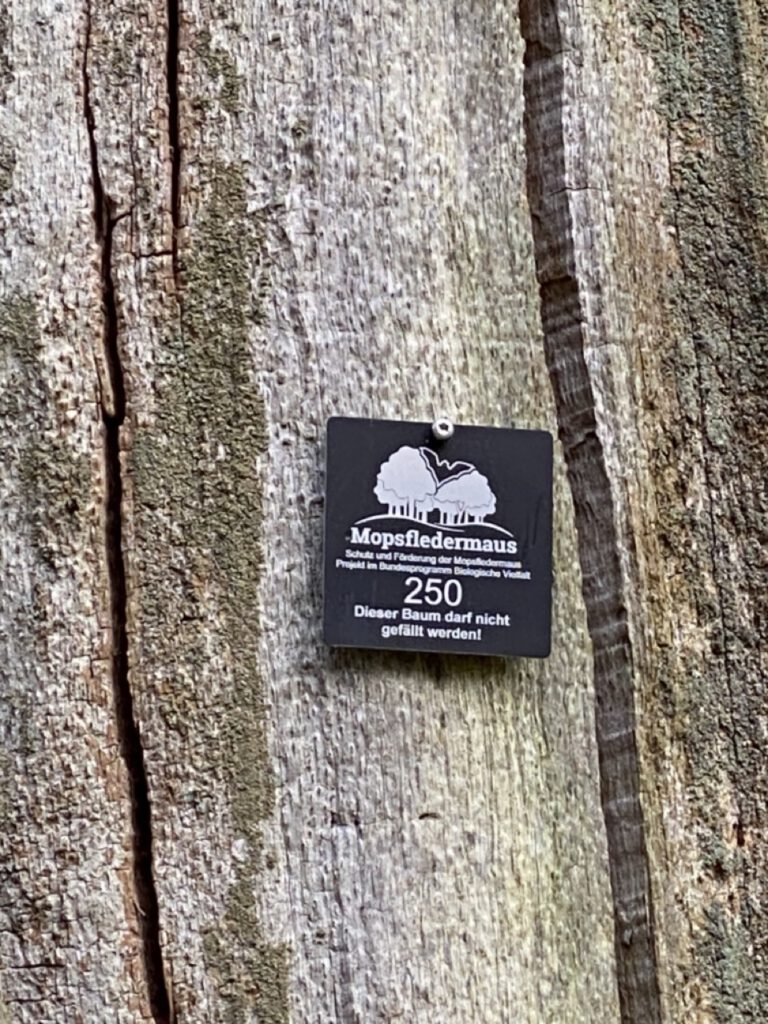 Mopsfledermaus
Schutz und Förderung der Mopsfledermaus
Projekt im Bundesprogramm Biologische Vielfalt
250
Dieser Baum darf nicht
gefällt werden!